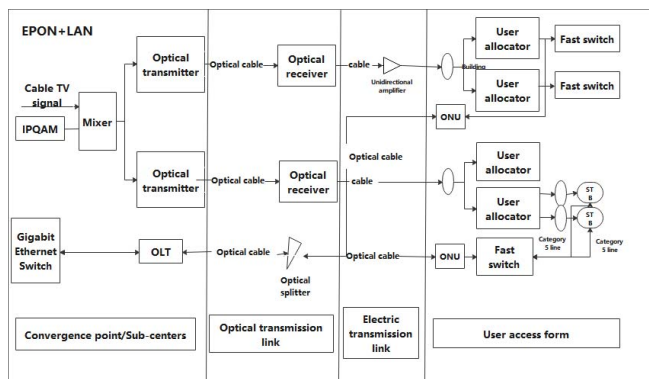 EPON+LAN
Cable TV
signal
IPQAM
Mixer
Optical
transmitter
Optical
transmitter
Gigabit
Ethernet
Switch
OLT
Optical cable
Optical
receiver
Optical cable
Optical
receiver
Optical cable
Optical
splitter
cable
Unidirectional
amplifier
Optical cable
cable
Optical cable
Building
User
allocator
User
allocator
Fast switch
Fast switch
ONU
User
allocator
User
allocator
ST
B
ST
B
ONU
Fast
switch
Category
5 line
Category
5 line
Convergence point/Sub-centers
Optical transmission
link
Electric
transmission
link
User access form